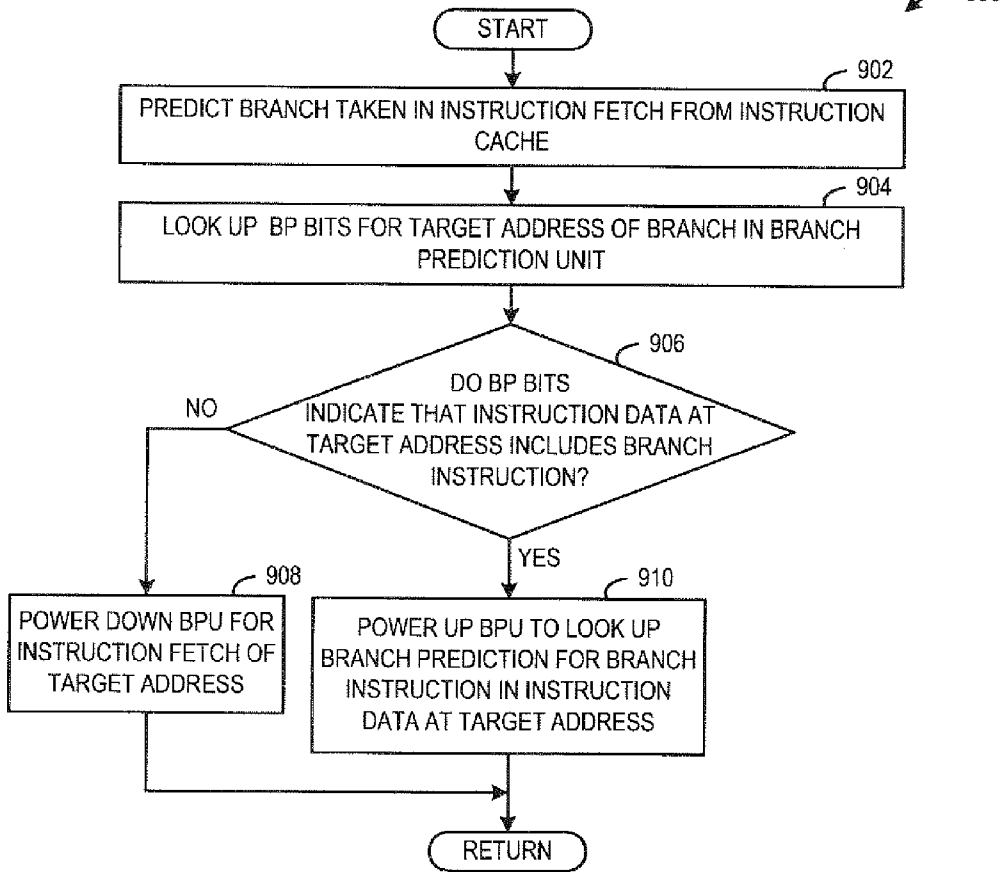 START
902
PREDICT BRANCH TAKEN IN INSTRUCTION FETCH FROM INSTRUCTION
CACHE
904
LOOK UP BP BITS FOR TARGET ADDRESS OF BRANCH IN BRANCH
PREDICTION UNIT
906
DO BP BITS
INDICATE THAT INSTRUCTION DATA AT
TARGET ADDRESS INCLUDES BRANCH
INSTRUCTION?
NO
YES
908
POWER DOWN BPU FOR
INSTRUCTION FETCH OF
TARGET ADDRESS
910
POWER UP BPU TO LOOK UP
BRANCH PREDICTION FOR BRANCH
INSTRUCTION IN INSTRUCTION
DATA AT TARGET ADDRESS
RETURN